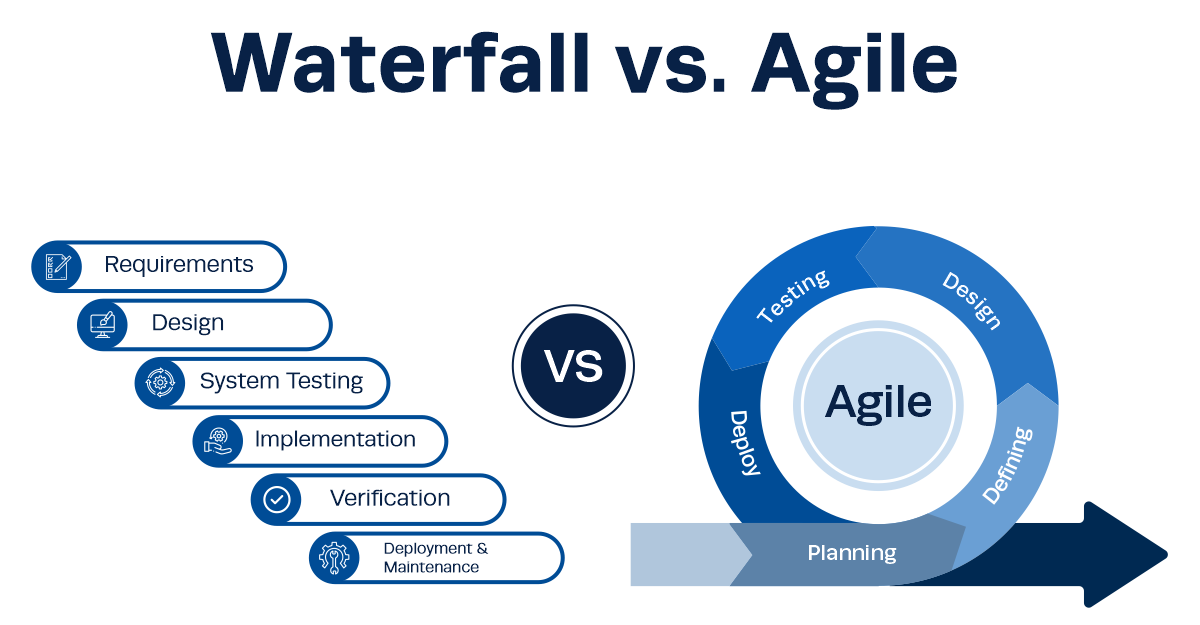 Waterfall vs. Agile
Requirements
Design
System Testing
Implementation
Verification
Deployment &
Maintenance
VS
Testing
Design
Deploy
Agile
Defining
Planning